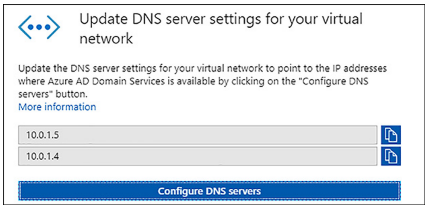 Update DNS server settings for your virtual
network
Update the DNS server settings for your virtual network to point to the IP addresses
where Azure AD Domain Services is available by clicking on the "Configure DNS
servers" button.
More information
10.0.1.5
10.0.1.4
Configure DNS servers